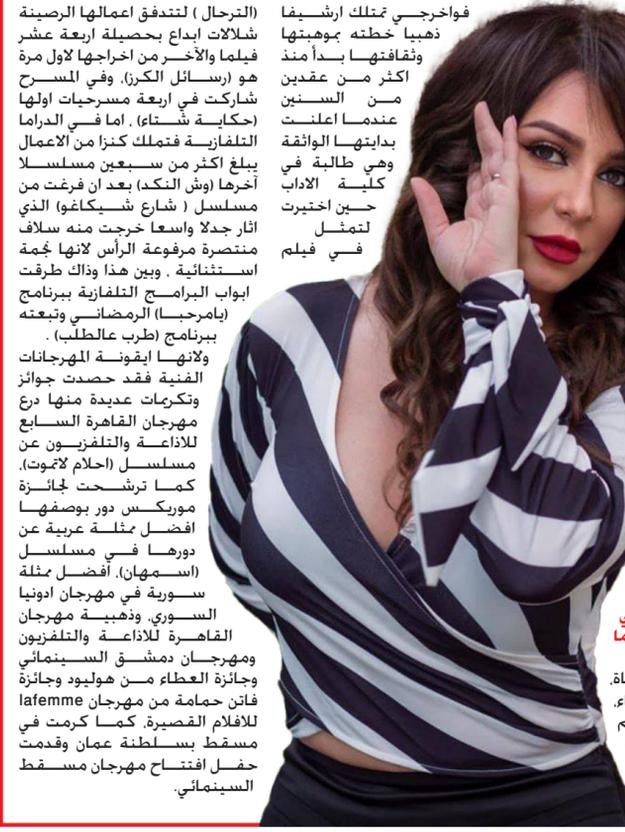 فواخرجي تمتلك ارشيفا
ذهبيا خطته بموهبتها
وثقافتها بدأ منذ
اكثر من عقدين
من السنين
عندما اعلنت
بدايتها الواثقة
وهي طالبة في
كلية الاداب
حين اختيرت
لتمثل
في فيلم
(الترحال ) لتتدفق اعمالها الرصينة
شلالات ابداع بحصيلة اربعة عشر
فيلما والآخر من اخراجها لاول مرة
هو (رسائل الكرز)، وفي المسرح
شاركت في اربعة مسرحيات اولها
(حكاية شتاء) ، اما في الدراما
التلفازية فتملك كنزا من الاعمال
يبلغ اكثر من سبعين مسلسلا
آخرها (وش النكد) بعد ان فرغت من
مسلسل ( شارع شيكاغو) الذي
اثار جدلا واسعا خرجت منه سلاف
منتصرة مرفوعة الرأس لانها نجمة
استثنائية . وبين هذا وذاك طرقت
ابواب البرامج التلفازية ببرنامج
(يامرحبا) الرمضاني وتبعته
ببرنامج (طرب عالطلب) .
ولانها ايقونة المهرجانات
الفنية فقد حصدت جوائز
وتكريمات عديدة منها درع
مهرجان القاهرة السابع
للاذاعة والتلفزيون عن
مسلسل (احلام لاتموت)،
كما ترشحت لجائزة
موريكس دور بوصفها
افضل ممثلة عربية عن
دورها في مسلسل
(اسمهان)، افضل ممثلة
سورية في مهرجان ادونيا
السوري، وذهبية مهرجان
القاهرة للاذاعة والتلفزيون
ومهرجان دمشق السينمائي
وجائزة العطاء من هوليود وجائزة
فاتن حمامة من مهرجان lafemme
للافلام القصيرة، كما كرمت في
مسقط بسلطنة عمان وقدمت
حفل افتتاح مهرجان مسقط
السينمائي.